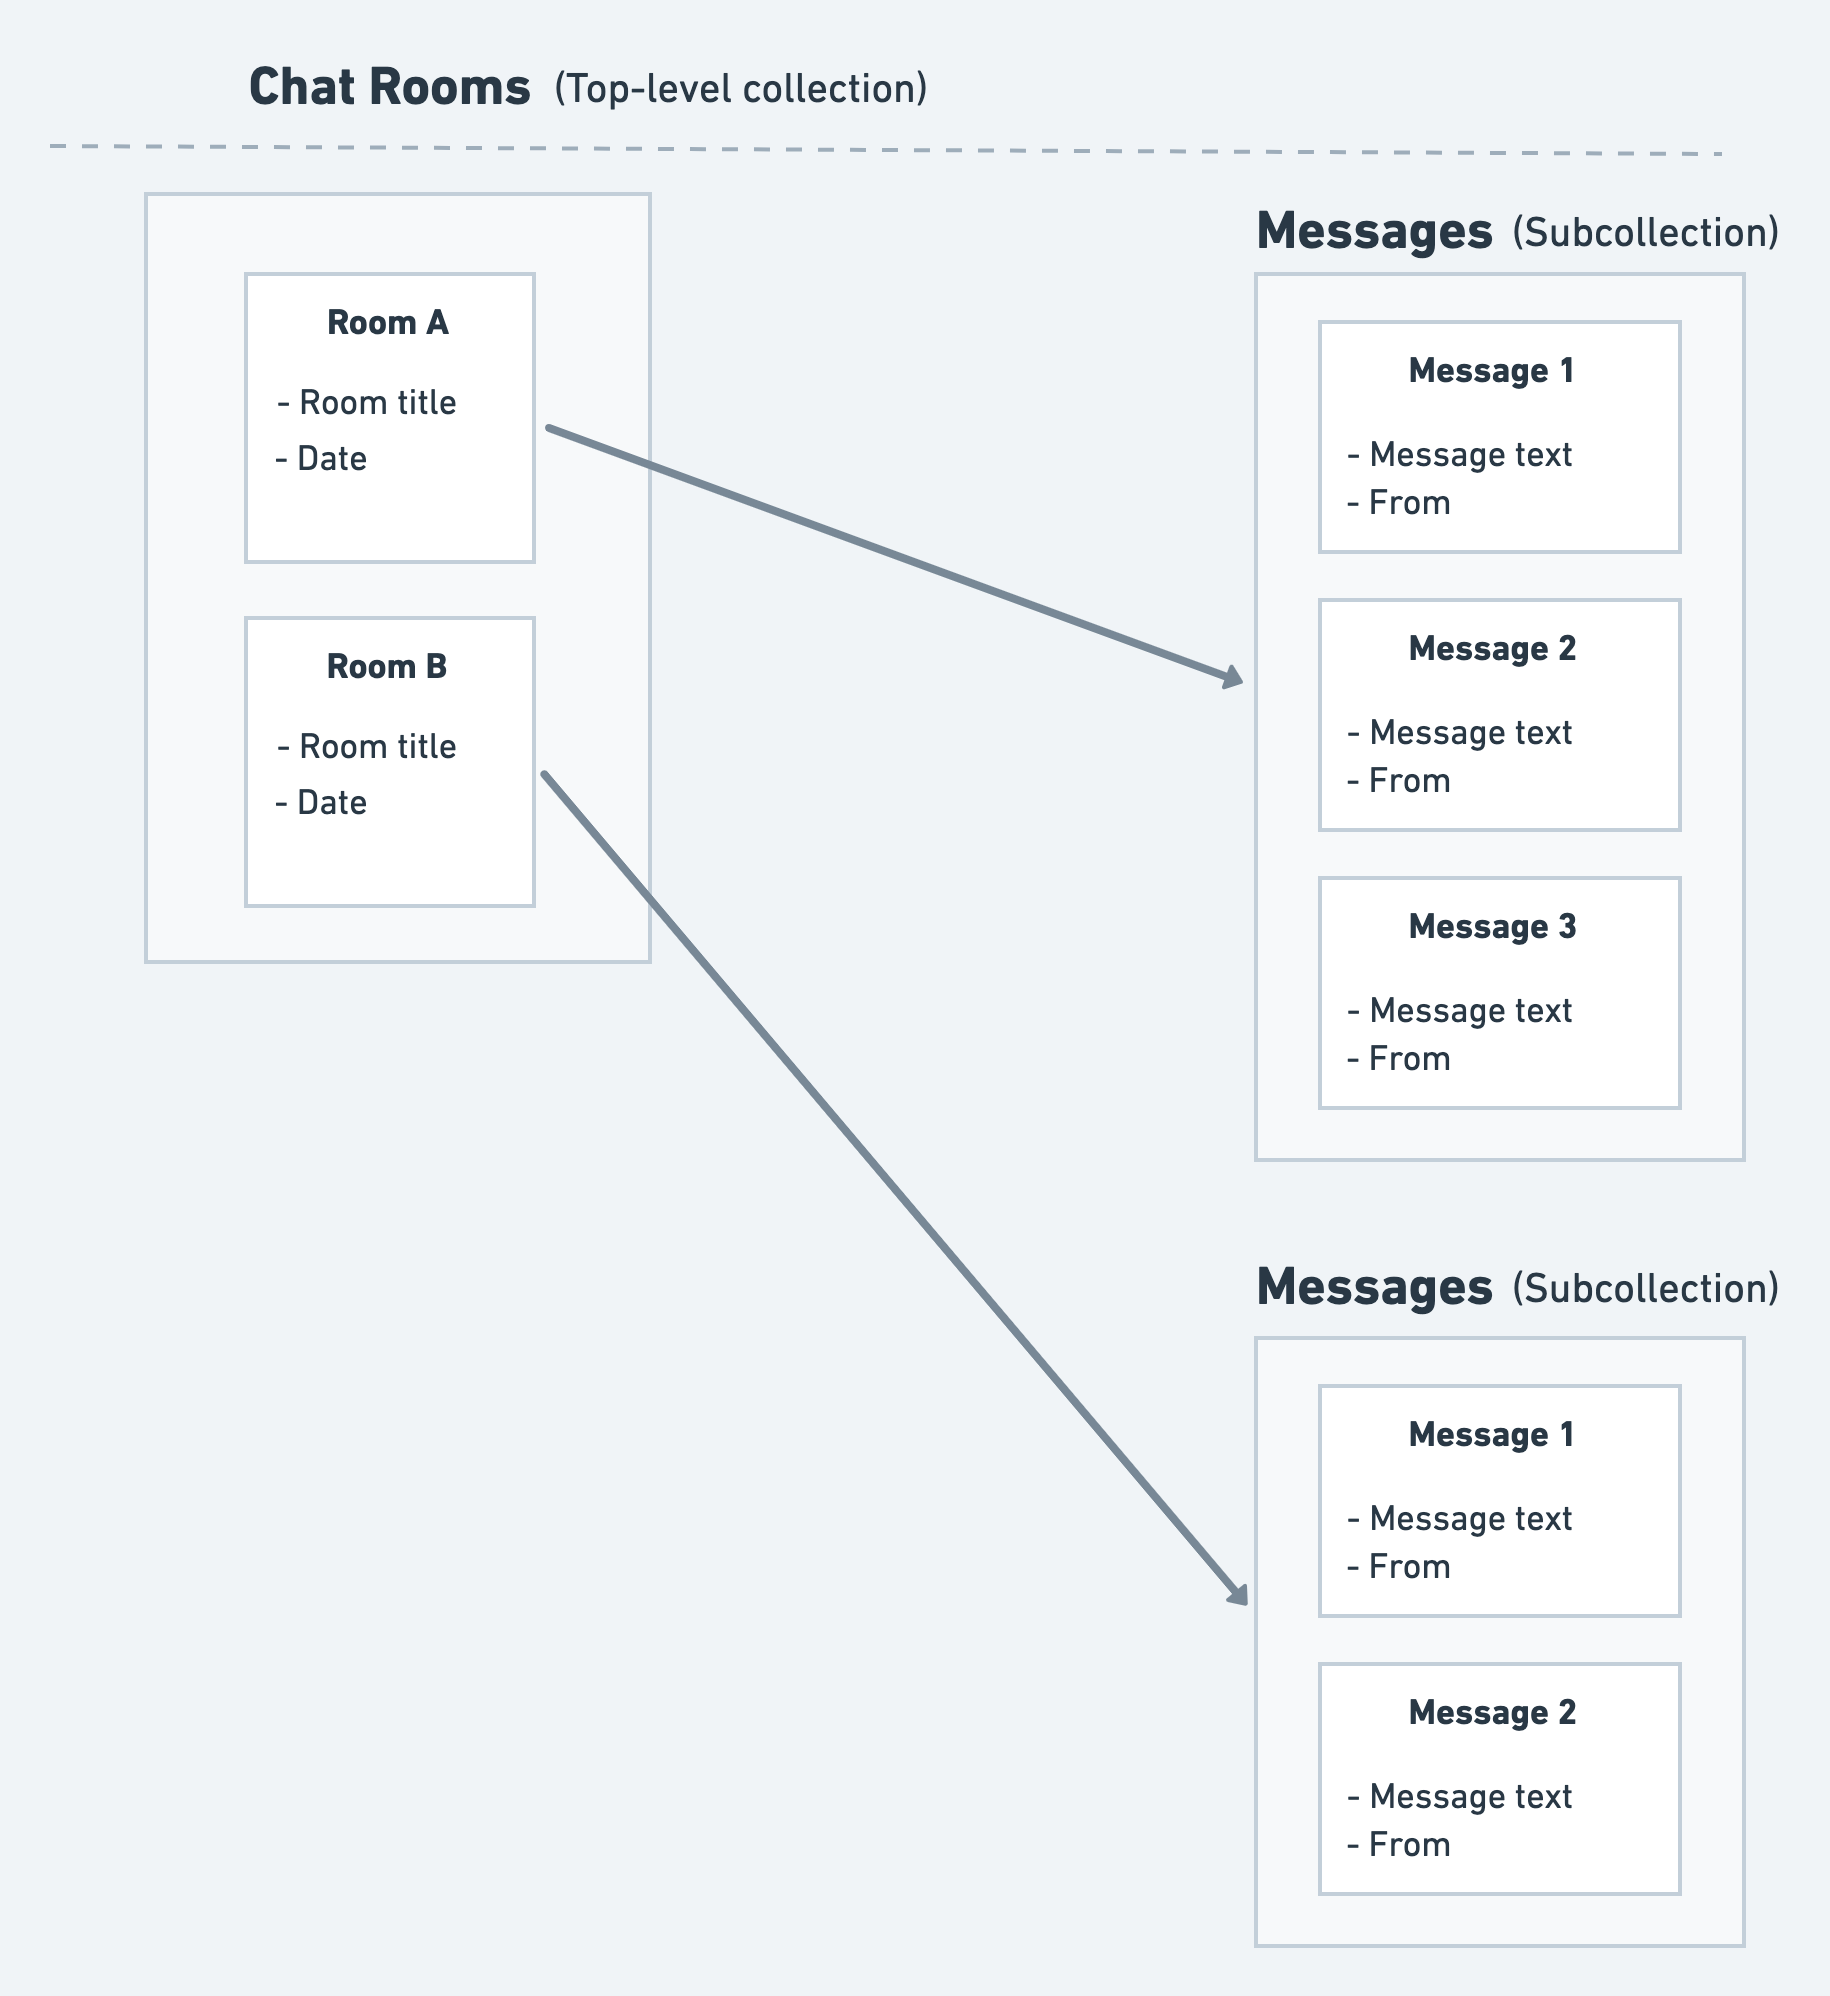 Chat Rooms (Top-level collection)
Room A
- Room title
- Date
Room B
- Room title
- Date
Messages (Subcollection)
Message 1
- Message text
- From
Message 2
- Message text
- From
Message 3
- Message text
- From
Messages (Subcollection)
Message 1
- Message text
- From
Message 2
- Message text
- From